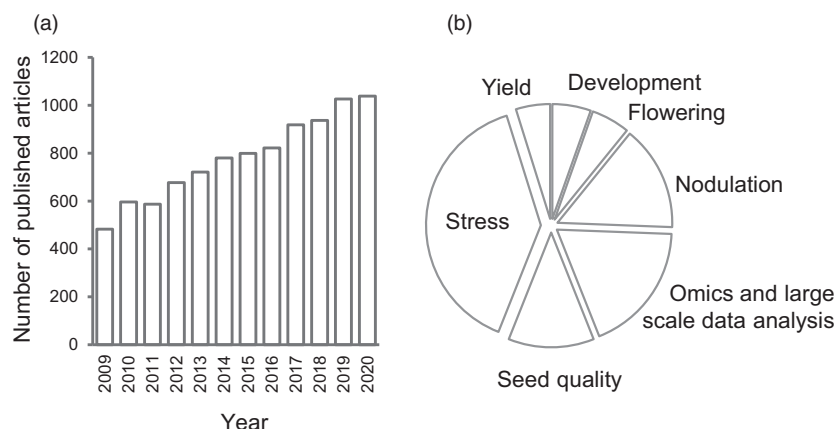 (a)
Number of published articles
1200
1000
800
600
400
200
0
2009
2010
2011
2012
2013
2014
2015
2016
2017
2018
2019
2020
Year
(b)
Yield
Development
Flowering
Nodulation
Stress
Omics and large
scale data analysis
Seed quality